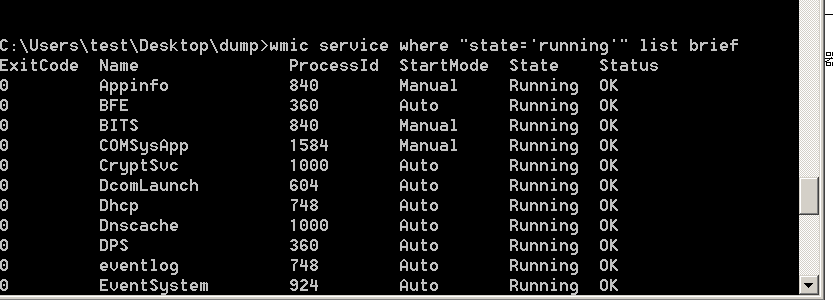 C:\Users\test\Desktop\dump>wmic service where "state='running'" list brief
ExitCode  Name         ProcessId  StartMode  State    Status
0         Appinfo      840        Manual     Running  OK
0         BFE          360        Auto       Running  OK
0         BITS         840        Manual     Running  OK
0         COMSysApp    1584       Manual     Running  OK
0         CryptSvc     1000       Auto       Running  OK
0         DcomLaunch   604        Auto       Running  OK
0         Dhcp         748        Auto       Running  OK
0         Dnscache     1000       Auto       Running  OK
0         DPS          360        Auto       Running  OK
0         eventlog     748        Auto       Running  OK
0         EventSystem  924        Auto       Running  OK